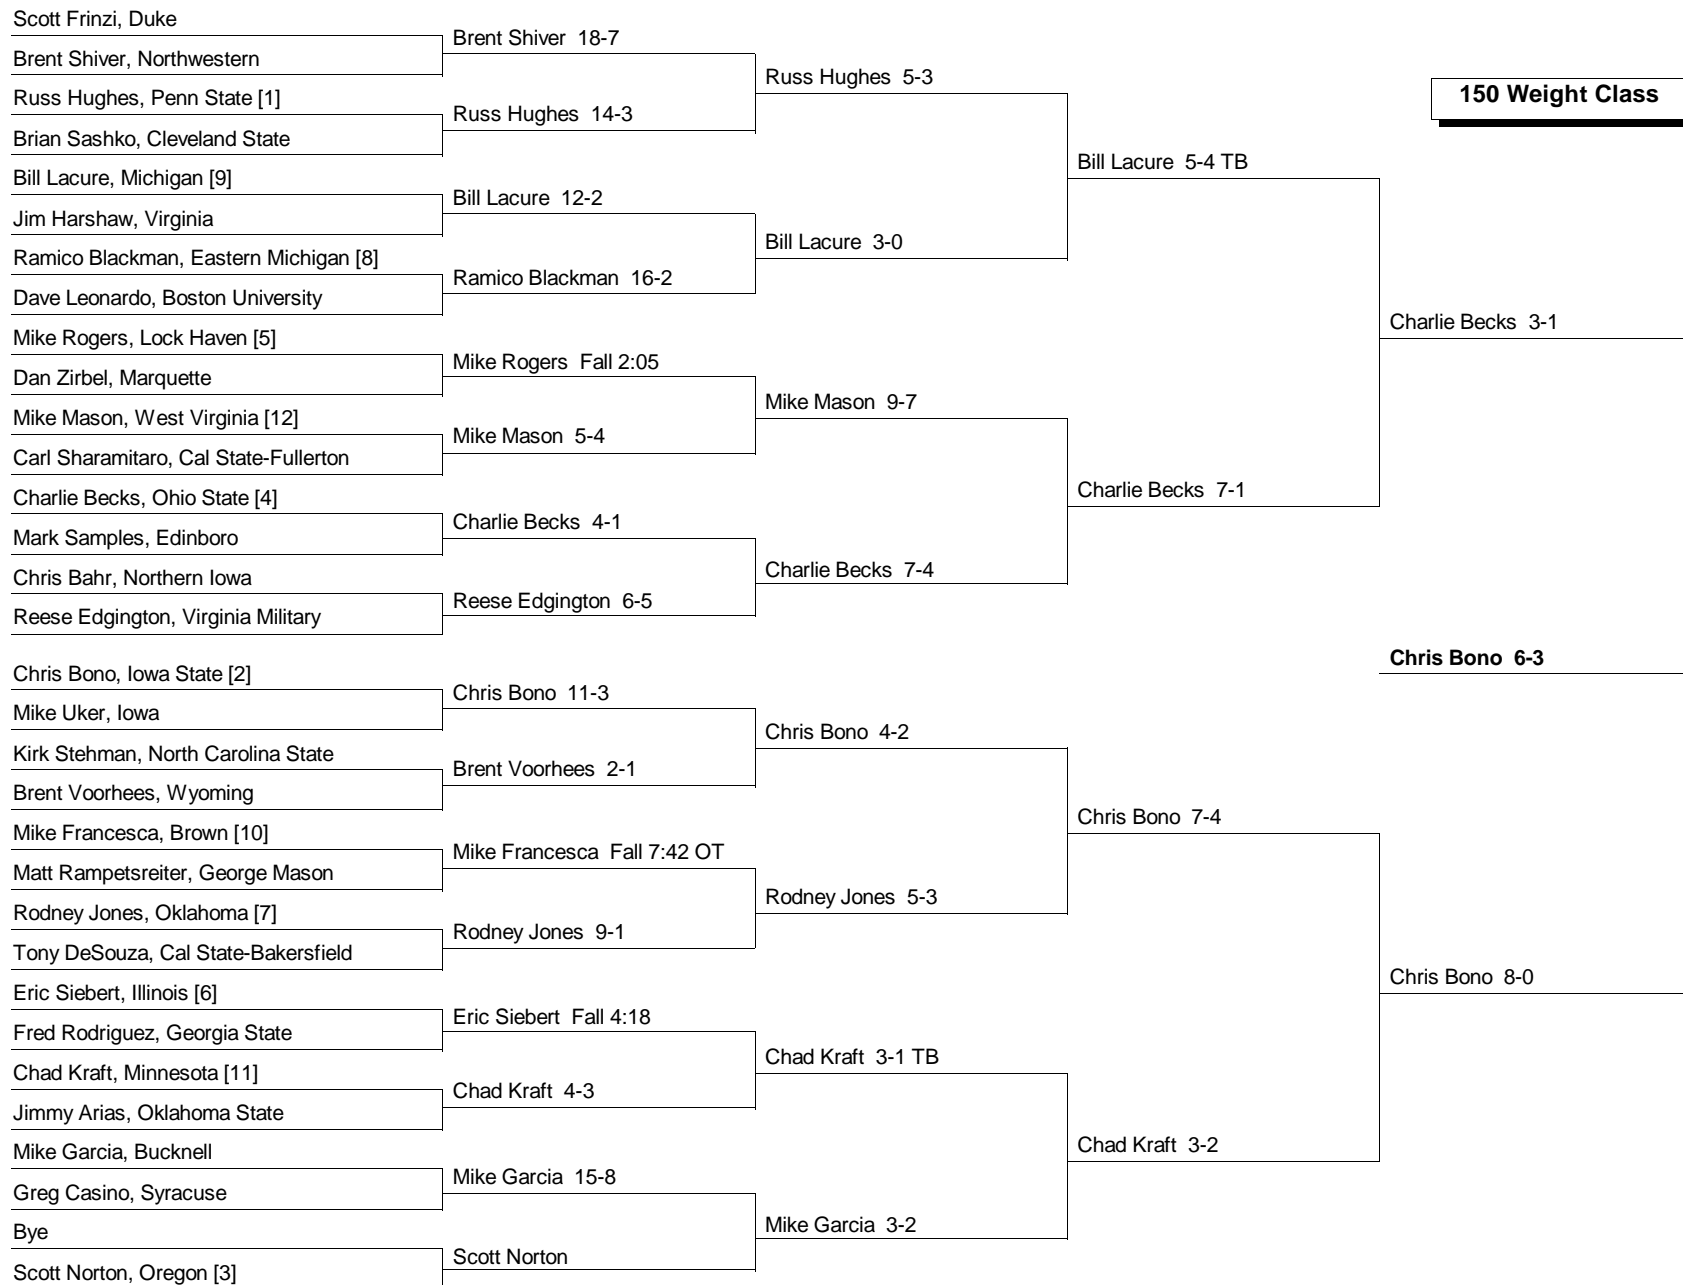 Scott Frinzi, Duke
Brent Shiver 18-7
Brent Shiver, Northwestern
Russ Hughes 5-3
150 Weight Class
Russ Hughes, Penn State [1]
Russ Hughes 14-3
Brian Sashko, Cleveland State
Bill Lacure 5-4 TB
Bill Lacure, Michigan [9]
Bill Lacure 12-2
Jim Harshaw, Virginia
Bill Lacure 3-0
Ramico Blackman, Eastern Michigan [8]
Ramico Blackman 16-2
Dave Leonardo, Boston University
Charlie Becks 3-1
Mike Rogers, Lock Haven [5]
Mike Rogers Fall 2:05
Dan Zirbel, Marquette
Mike Mason 9-7
Mike Mason, West Virginia [12]
Mike Mason 5-4
Carl Sharamitaro, Cal State-Fullerton
Charlie Becks 7-1
Charlie Becks, Ohio State [4]
Charlie Becks 4-1
Mark Samples, Edinboro
Charlie Becks 7-4
Chris Bahr, Northern Iowa
Reese Edgington 6-5
Reese Edgington, Virginia Military
Chris Bono 6-3
Chris Bono, Iowa State [2]
Chris Bono 11-3
Mike Uker, Iowa
Chris Bono 4-2
Kirk Stehman, North Carolina State
Brent Voorhees 2-1
Brent Voorhees, Wyoming
Chris Bono 7-4
Mike Francesca, Brown [10]
Mike Francesca Fall 7:42 OT
Matt Rampetsreiter, George Mason
Rodney Jones 5-3
Rodney Jones, Oklahoma [7]
Rodney Jones 9-1
Tony DeSouza, Cal State-Bakersfield
Chris Bono 8-0
Eric Siebert, Illinois [6]
Eric Siebert Fall 4:18
Fred Rodriguez, Georgia State
Chad Kraft 3-1 TB
Chad Kraft, Minnesota [11]
Chad Kraft 4-3
Jimmy Arias, Oklahoma State
Chad Kraft 3-2
Mike Garcia, Bucknell
Mike Garcia 15-8
Greg Casino, Syracuse
Mike Garcia 3-2
Bye
Scott Norton
Scott Norton, Oregon [3]